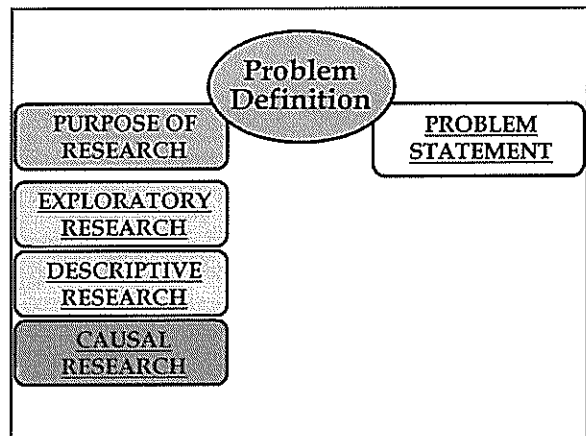 Problem
Definition
PURPOSE OF
RESEARCH
PROBLEM
STATEMENT
EXPLORATORY
RESEARCH
DESCRIPTIVE
RESEARCH
CAUSAL
RESEARCH